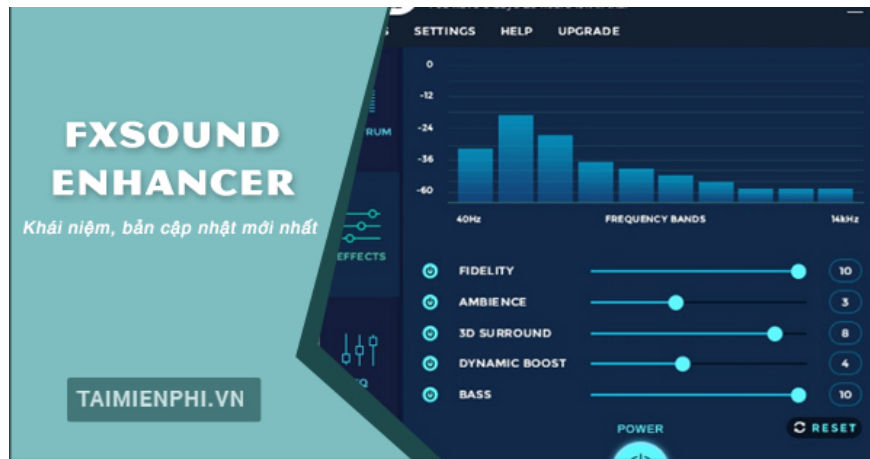 FXSOUND
ENHANCER
Khái niệm, bản cập nhật mới nhất
TAIMIENPHI.VN
SETTINGS HELP UPGRADE
0
-12
-24
-36
-60
40Hz FREQUENCY BANDS 14kHz
EFFECTS
FIDELITY 10
AMBIENCE 3
3D SURROUND 8
DYNAMIC BOOST 4
BASS 10
POWER
RESET